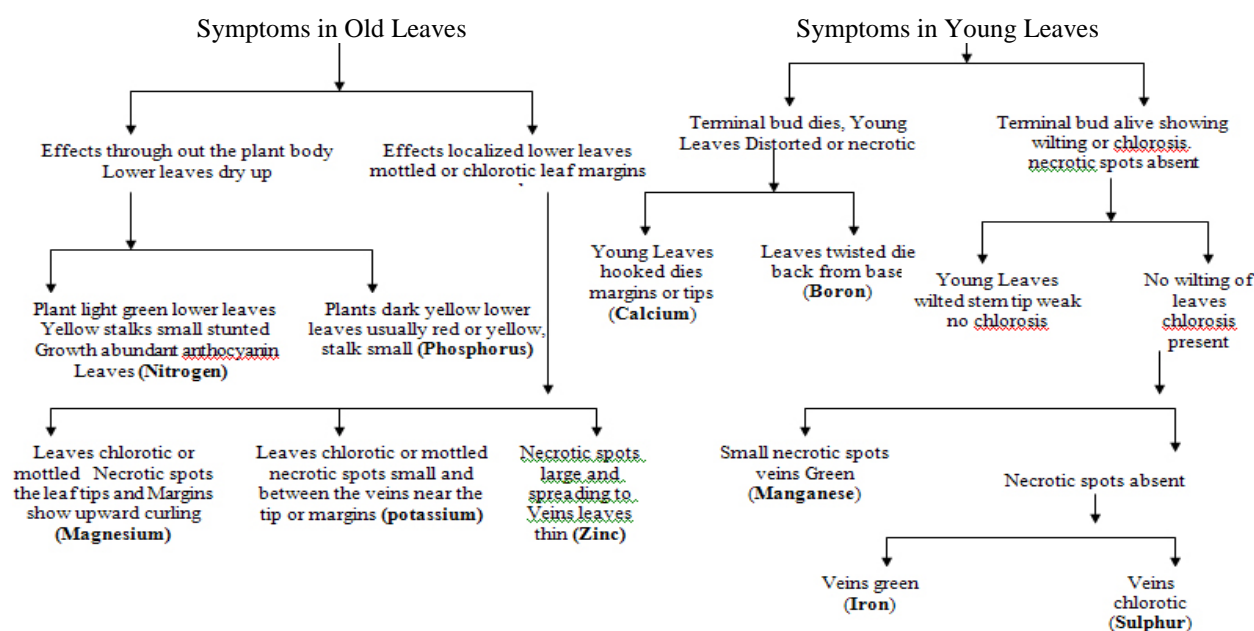 Symptoms in Old Leaves
Effects through out the plant body
Lower leaves dry up
Effects localized lower leaves
mottled or chlorotic leaf margins
Plant light green lower leaves
Yellow stalks small stunted
Growth abundant anthocyanin
Leaves (Nitrogen)
Plants dark yellow lower
leaves usually red or yellow,
stalk small (Phosphorus)
Leaves chlorotic or
mottled Necrotic spots
the leaf tips and Margins
show upward curling
(Magnesium)
Leaves chlorotic or mottled
necrotic spots small and
between the veins near the
tip or margins (potassium)
Necrotic spots
large and
spreading to
Veins leaves
thin (Zinc)
Symptoms in Young Leaves
Terminal bud dies, Young
Leaves Distorted or necrotic
Terminal bud alive showing
wilting or chlorosis.
necrotic spots absent
Young Leaves
hooked dies
margins or tips
(Calcium)
Leaves twisted die
back from base
(Boron)
Young Leaves
wilted stem tip weak
no chlorosis
No wilting of
leaves
chlorosis
present
Small necrotic spots
veins Green
(Manganese)
Necrotic spots absent
Veins green
(Iron)
Veins
chlorotic
(Sulphur)